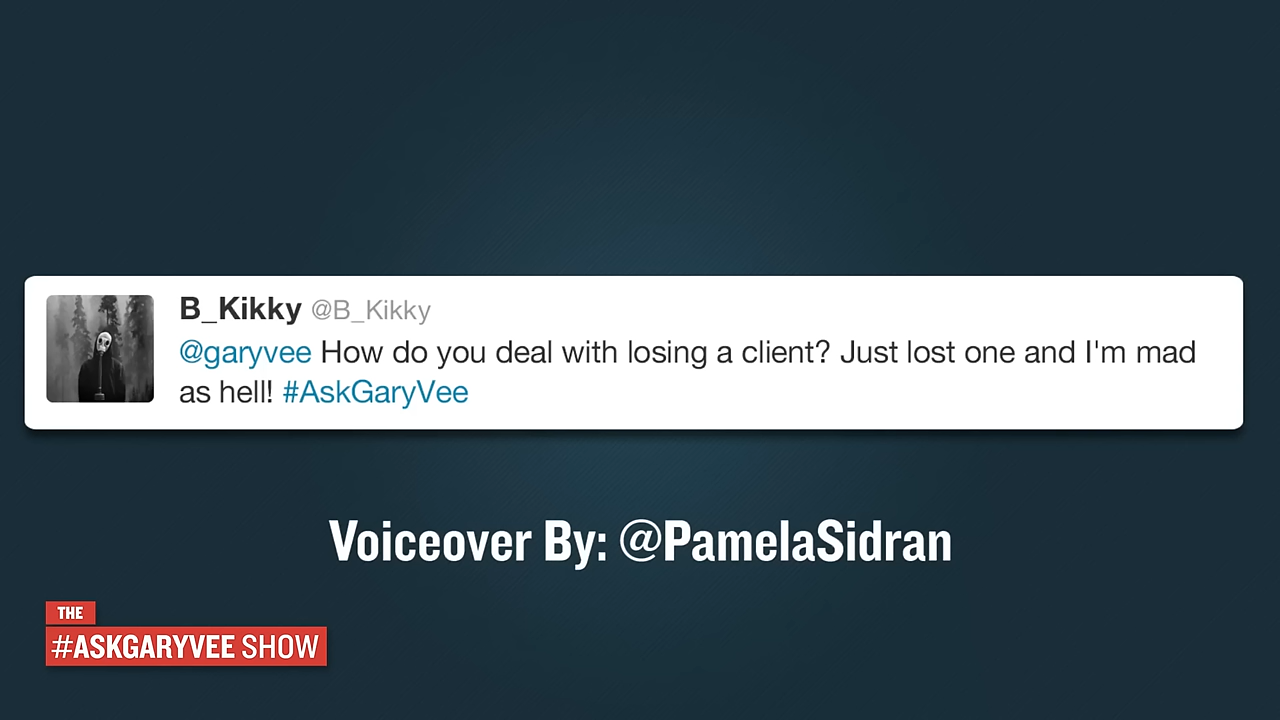 B_Kikky @B_Kikky
@garyvee How do you deal with losing a client? Just lost one and I'm mad
as hell! #AskGaryVee
Voiceover By: @PamelaSidran
THE
#ASKGARYVEE SHOW